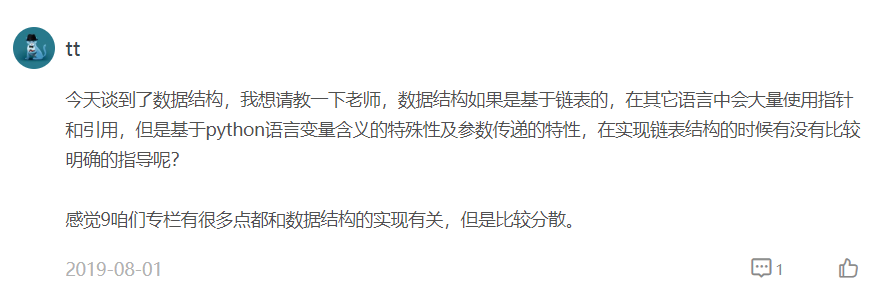 tt
今天谈到了数据结构，我想请教一下老师，数据结构如果是基于链表的，在其它语言中会大量使用指针
和引用，但是基于python语言变量含义的特殊性及参数传递的特性，在实现链表结构的时候有没有比较
明确的指导呢？
感觉9咱们专栏有很多点都和数据结构的实现有关，但是比较分散。
2019-08-01
1